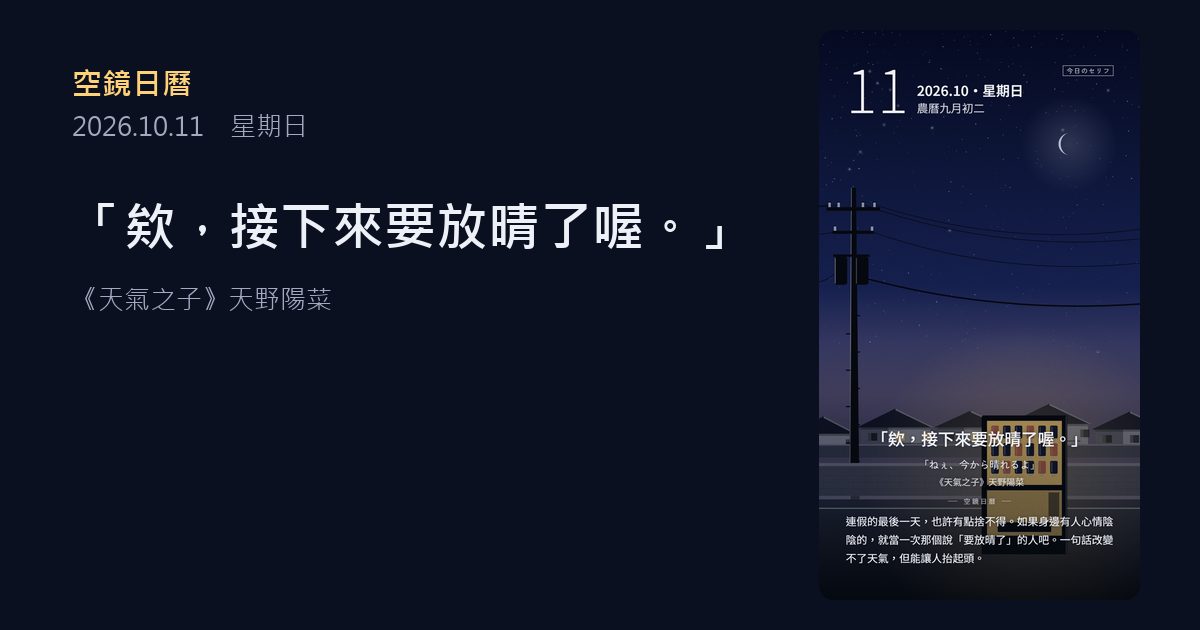 空鏡日曆
2026.10.11 星期日
「欸，接下來要放晴了喔。」
《天氣之子》天野陽菜
今日のセリフ
11
2026.10・星期日
農曆九月初二
「欸，接下來要放晴了喔。」
「ねぇ、今から晴れるよ」
《天氣之子》天野陽菜
— 空鏡日曆 —
連假的最後一天，也許有點捨不得。如果身邊有人心情陰
陰的，就當一次那個說「要放晴了」的人吧。一句話改變
不了天氣，但能讓人抬起頭。